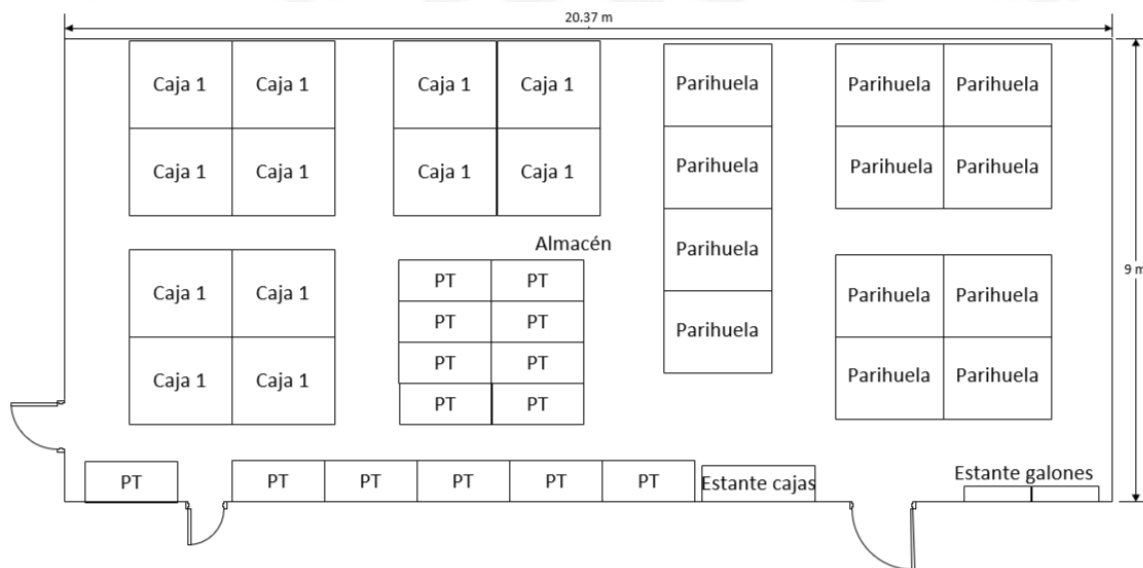 20.37 m
Caja 1 Caja 1 Caja 1 Caja 1 Parihuela Parihuela Parihuela
Caja 1 Caja 1 Caja 1 Caja 1 Parihuela Parihuela Parihuela
Almacén Parihuela
9 m
PT PT
Caja 1 Caja 1 Parihuela Parihuela
PT PT
Parihuela
PT PT
Caja 1 Caja 1 Parihuela Parihuela
PT PT
PT PT PT PT PT PT Estante cajas Estante galones